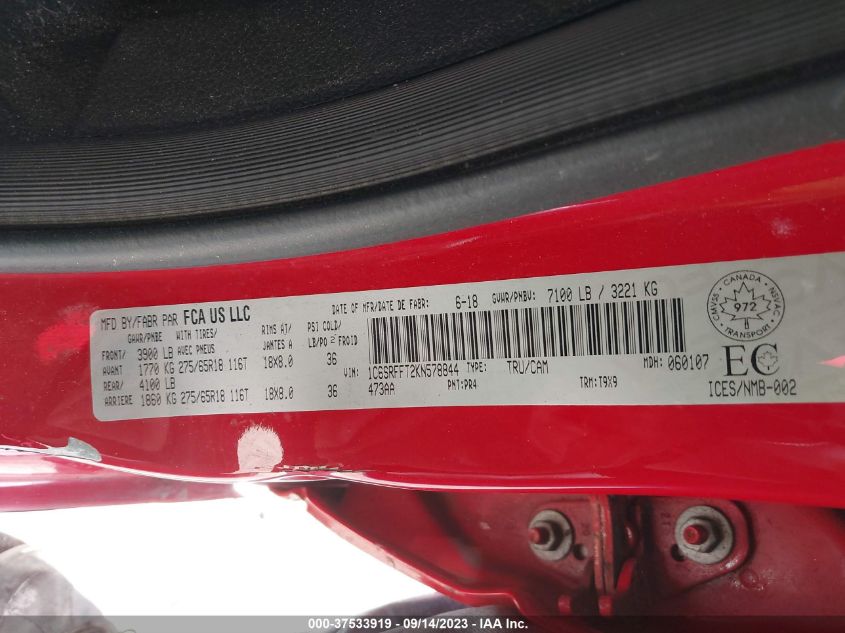 MFD BY/FABR PAR FCA US LLC
DATE OF MFR/DATE DE FABR: 6-18 GVWR/PNBV: 7100 LB / 3221 KG
GAWR/PNBE WITH TIRES/ RIMS AT/ PSI COLD/
AVEC PNEUS JANTES A LB/PO 2 FROID
FRONT/ 3900 LB
AVANT 1770 KG 275/65R18 116T 18X8.0 36
REAR/ 4100 LB
ARRIERE 1860 KG 275/65R18 116T 18X8.0 36
VIN: 1C6SRFFT2KN578844 TYPE: TRU/CAM MDH: 060107
473AA PNT:PR4 TRM:T9X9
CANADA
CMVSS 972 NSVAC
TRANSPORT
EC
ICES/NMB-002
000-37533919 - 09/14/2023 - IAA Inc.